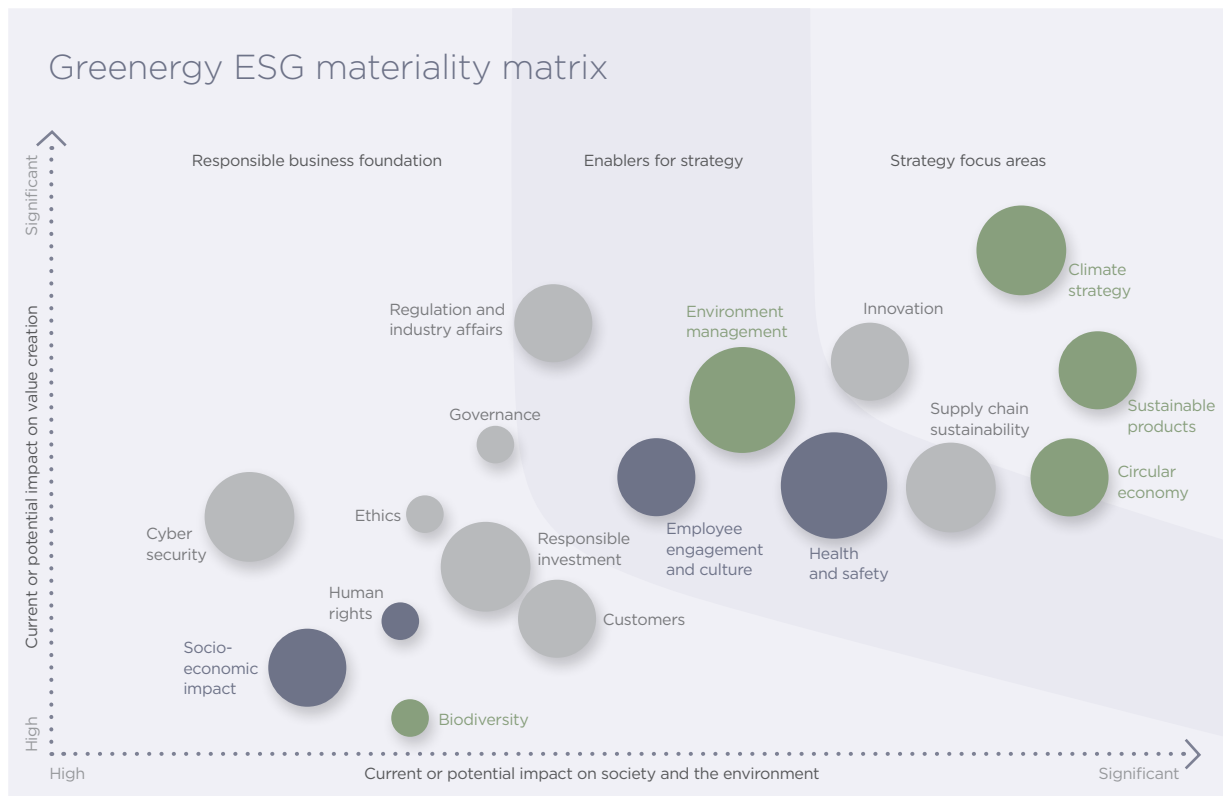 Greenergy ESG materiality matrix
Responsible business foundation
Enablers for strategy
Strategy focus areas
Significant
Current or potential impact on value creation
High
Climate
strategy
Regulation and
industry affairs
Environment
management
Innovation
Sustainable
products
Supply chain
sustainability
Governance
Circular
economy
Cyber
security
Ethics
Responsible
investment
Employee
engagement
and culture
Health
and safety
Human
rights
Customers
Socio-
economic
impact
Biodiversity
High
Current or potential impact on society and the environment
Significant